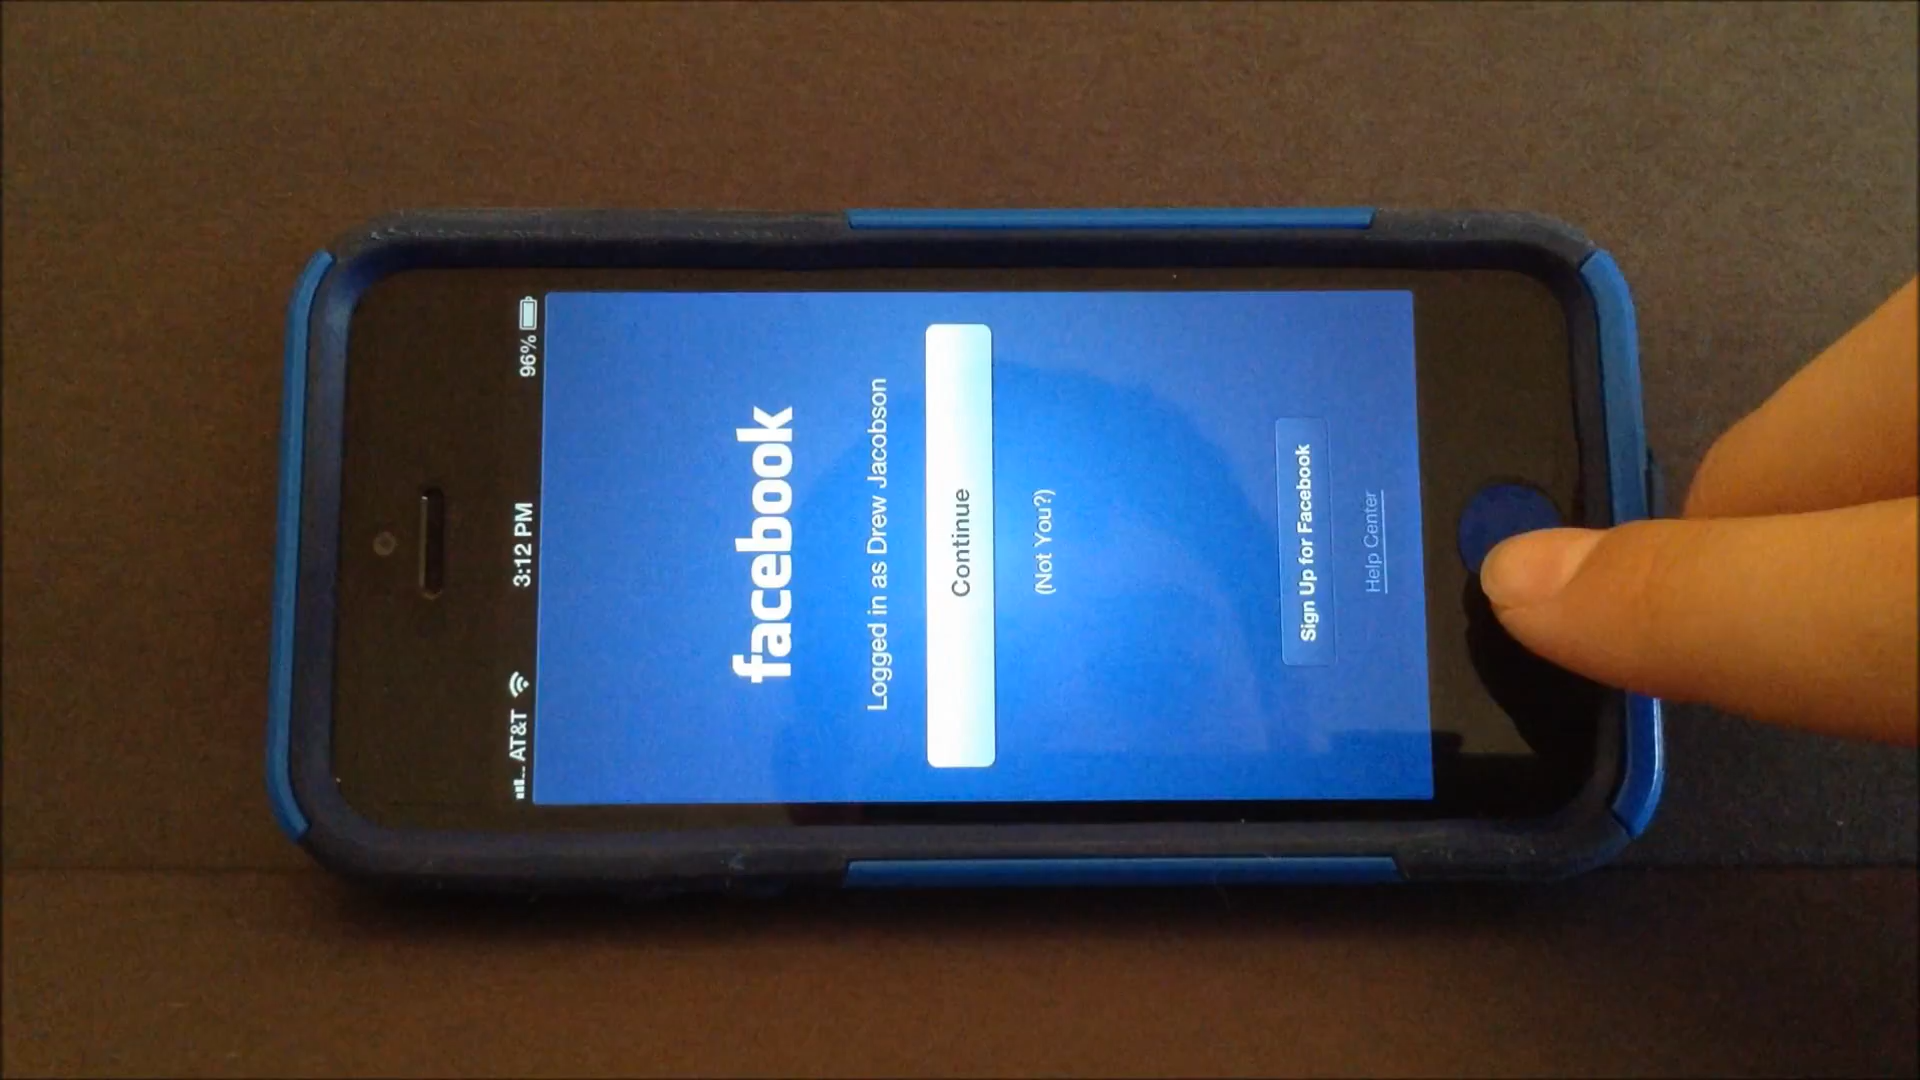 AT&T 3:12 PM 96%
facebook
Logged in as Drew Jacobson
Continue
(Not You?)
Sign Up for Facebook
Help Center